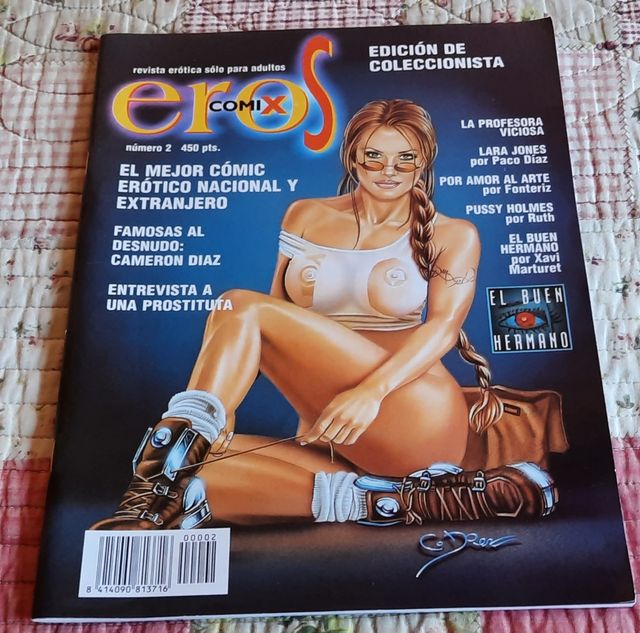 revista erótica sólo para adultos
eros
COMIX
número 2 450 pts.
EL MEJOR CÓMIC
ERÓTICO NACIONAL Y
EXTRANJERO
FAMOSAS AL
DESNUDO:
CAMERON DIAZ
ENTREVISTA A
UNA PROSTITUTA
EDICIÓN DE
COLECCIONISTA
LA PROFESORA
VICIOSA
LARA JONES
por Paco Díaz
POR AMOR AL ARTE
por Fonteriz
PUSSY HOLMES
por Ruth
EL BUEN
HERMANO
por Xavi
Marturet
EL BUEN
HERMANO
00002
8 414090 813716